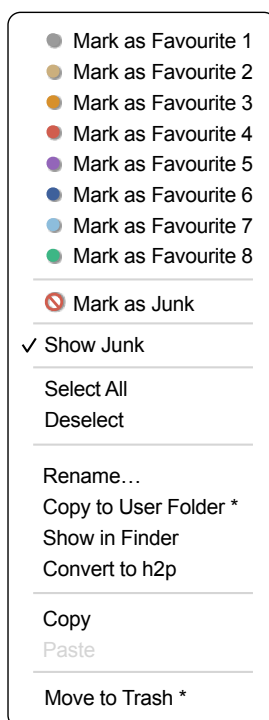 Mark as Favourite 1
Mark as Favourite 2
Mark as Favourite 3
Mark as Favourite 4
Mark as Favourite 5
Mark as Favourite 6
Mark as Favourite 7
Mark as Favourite 8
Mark as Junk
✓ Show Junk
Select All
Deselect
Rename…
Copy to User Folder *
Show in Finder
Convert to h2p
Copy
Paste
Move to Trash *